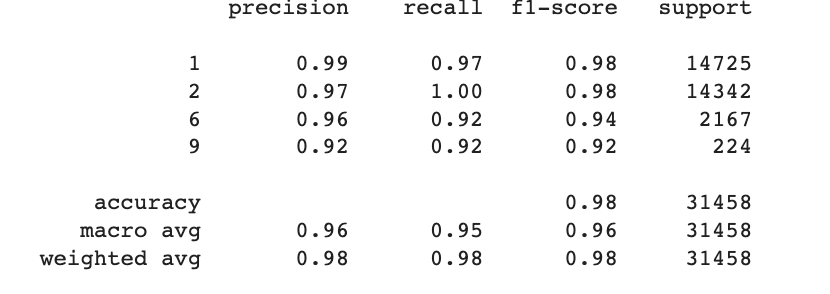 precision recall f1-score support
1 0.99 0.97 0.98 14725
2 0.97 1.00 0.98 14342
6 0.96 0.92 0.94 2167
9 0.92 0.92 0.92 224
accuracy 0.98 31458
macro avg 0.96 0.95 0.96 31458
weighted avg 0.98 0.98 0.98 31458